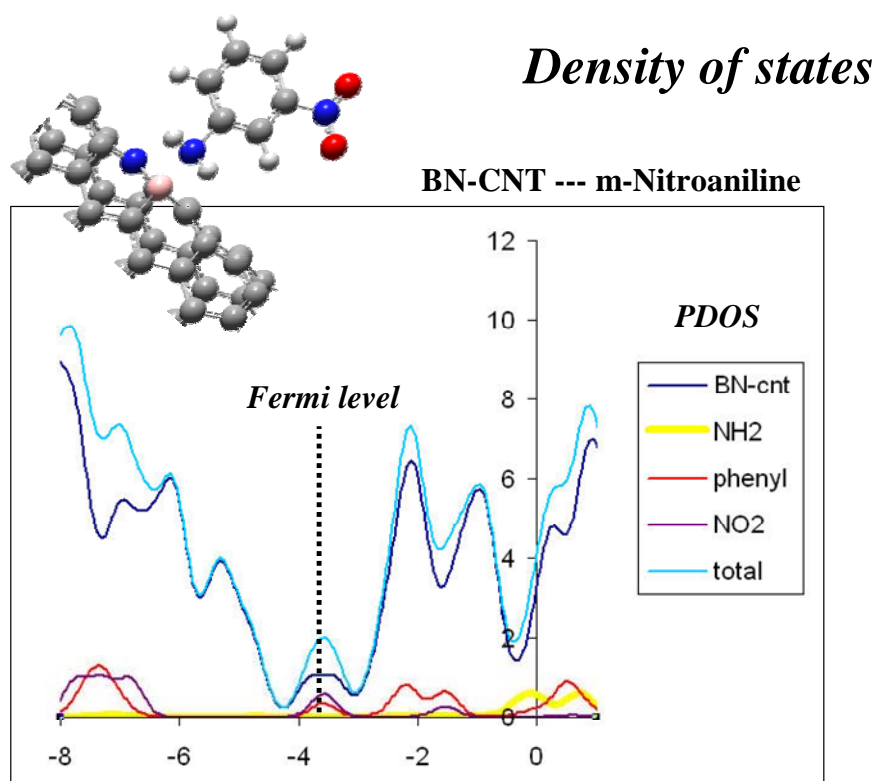 Density of states
BN-CNT --- m-Nitroaniline
12
10
8
6
4
2
0
PDOS
BN-cnt
NH2
phenyl
NO2
total
Fermi level
-8 -6 -4 -2 0